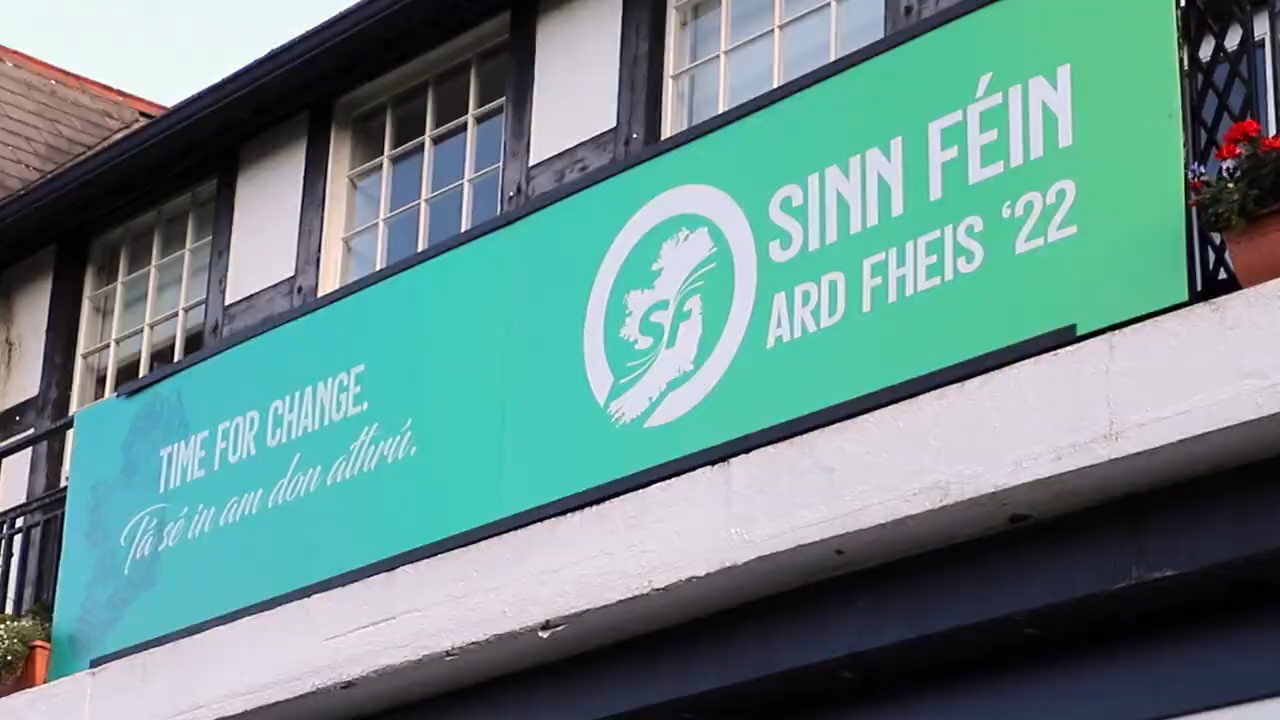 TIME FOR CHANGE.
Tá sé in am don athrú.
SF
SINN FÉIN
ARD FHEIS ‘22